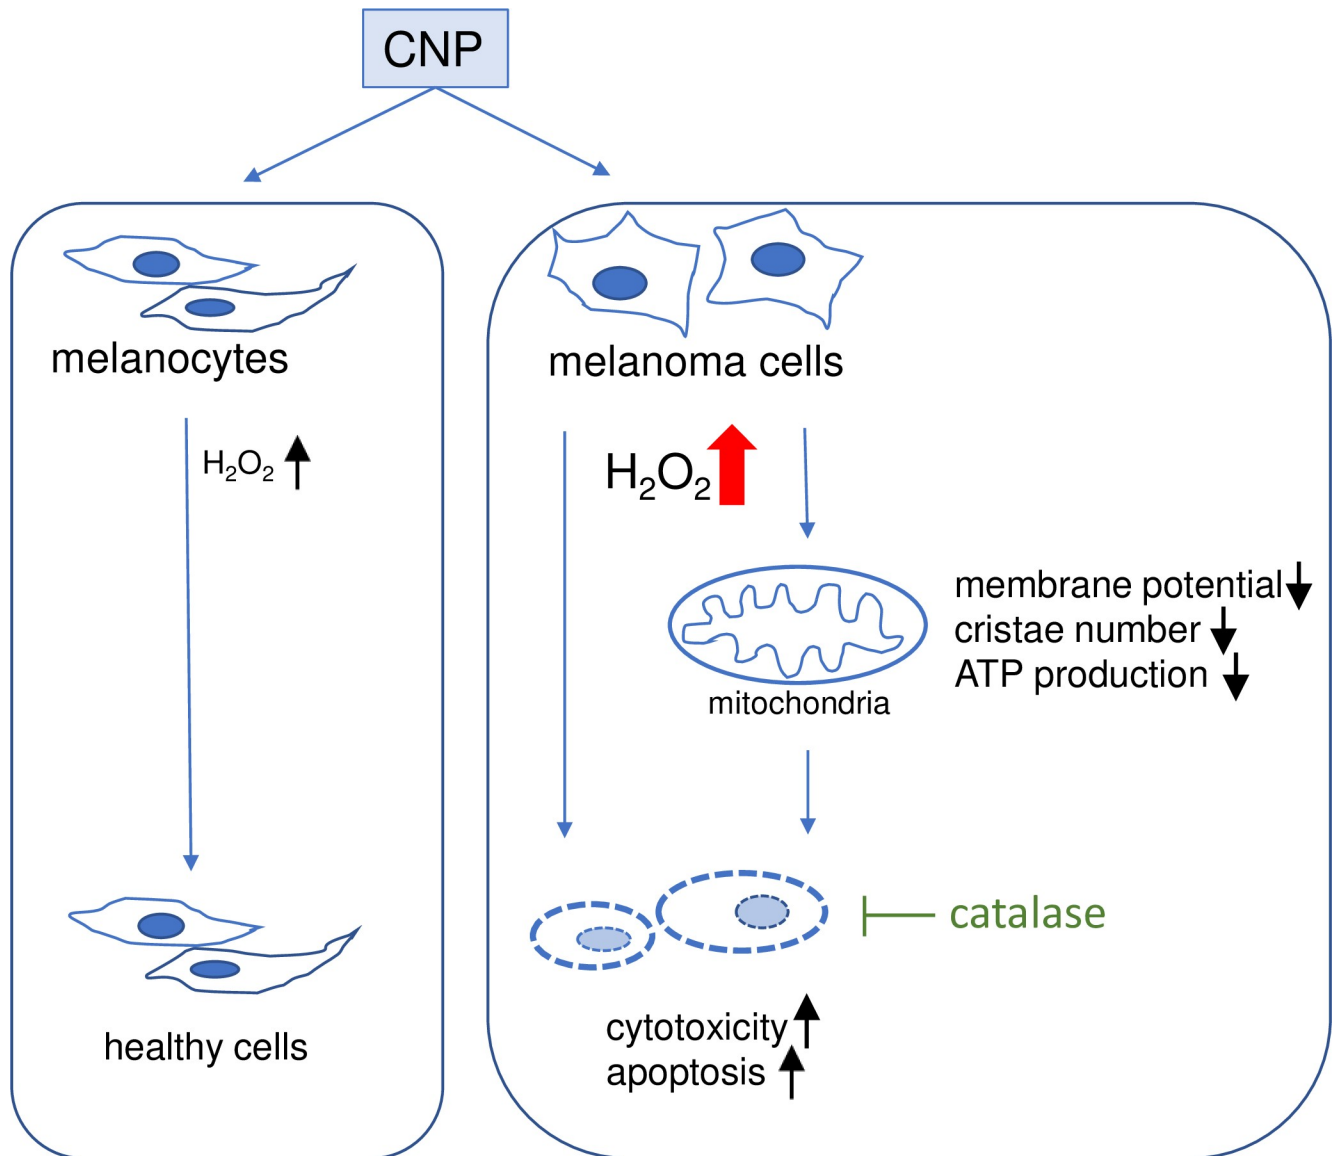 CNP
melanocytes
H₂O₂
healthy cells
melanoma cells
H₂O₂
mitochondria
membrane potential
cristae number
ATP production
catalase
cytotoxicity
apoptosis